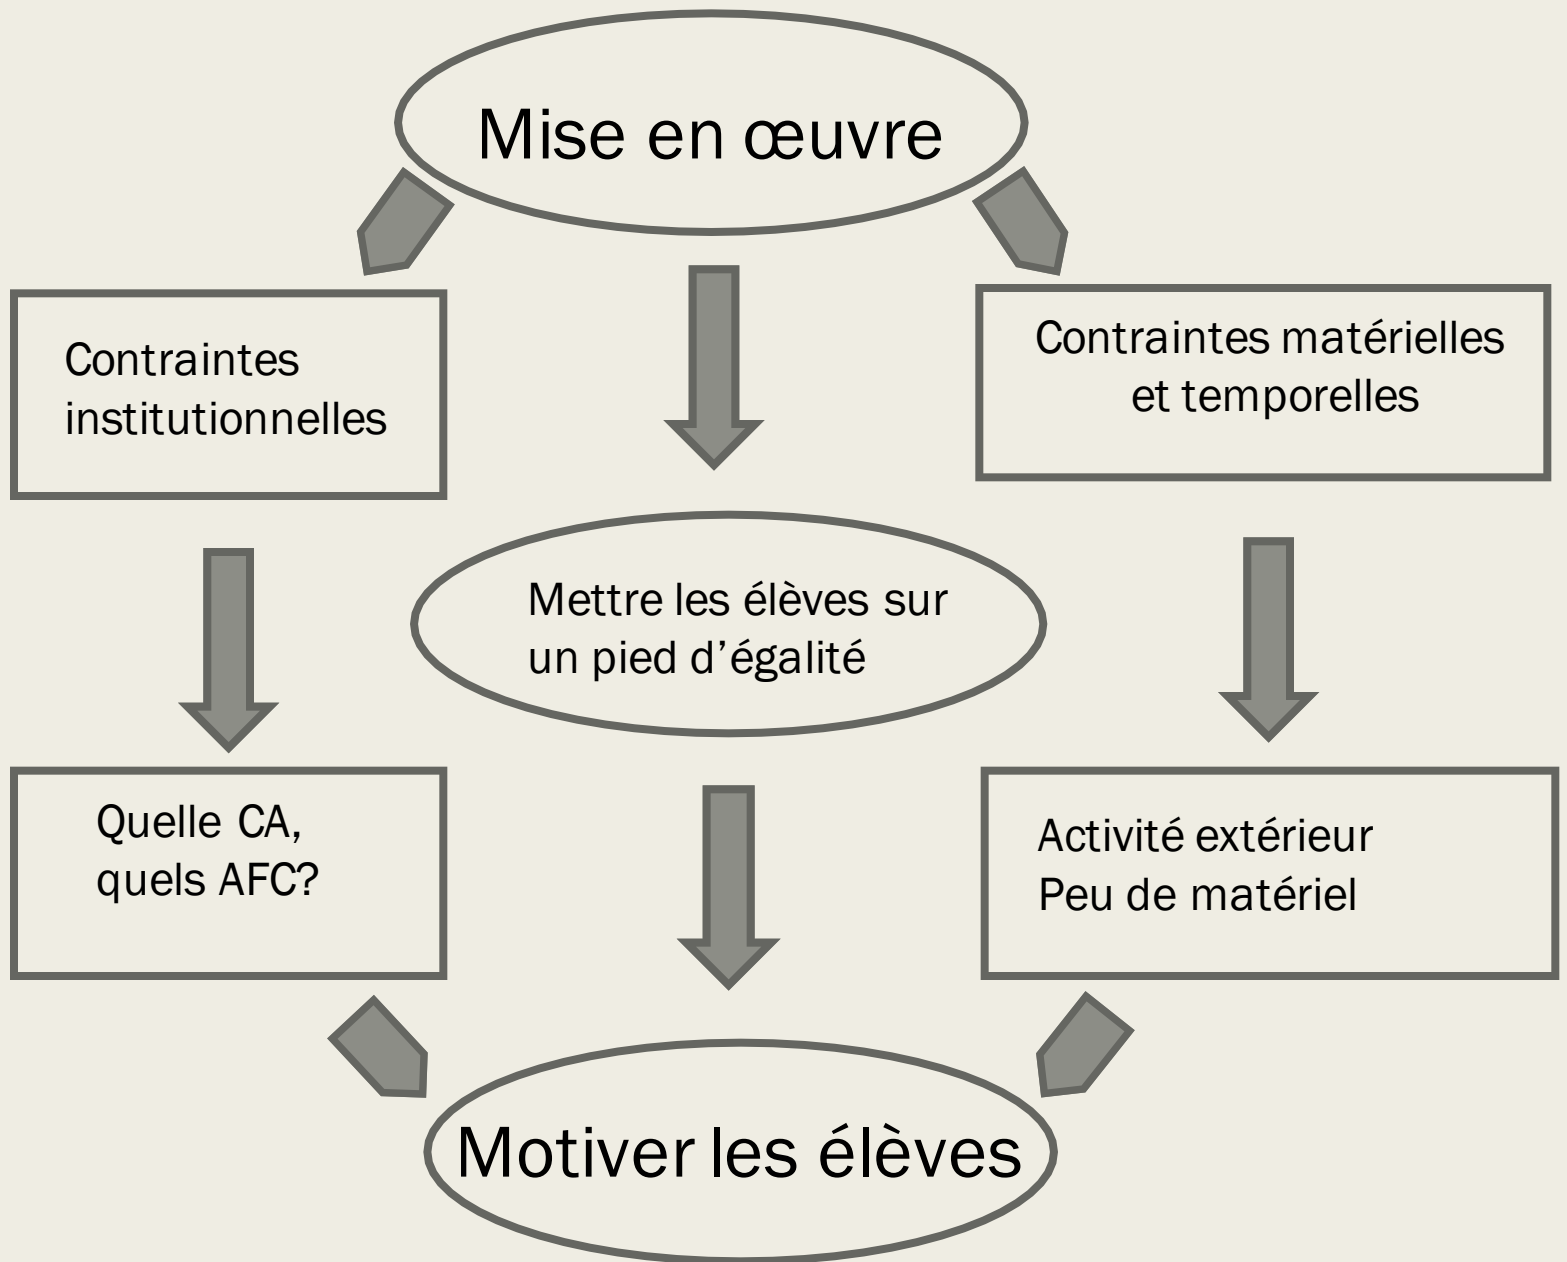 Mise en œuvre
Contraintes
institutionnelles
Contraintes matérielles
et temporelles
Mettre les élèves sur
un pied d’égalité
Quelle CA,
quels AFC?
Activité extérieur
Peu de matériel
Motiver les élèves